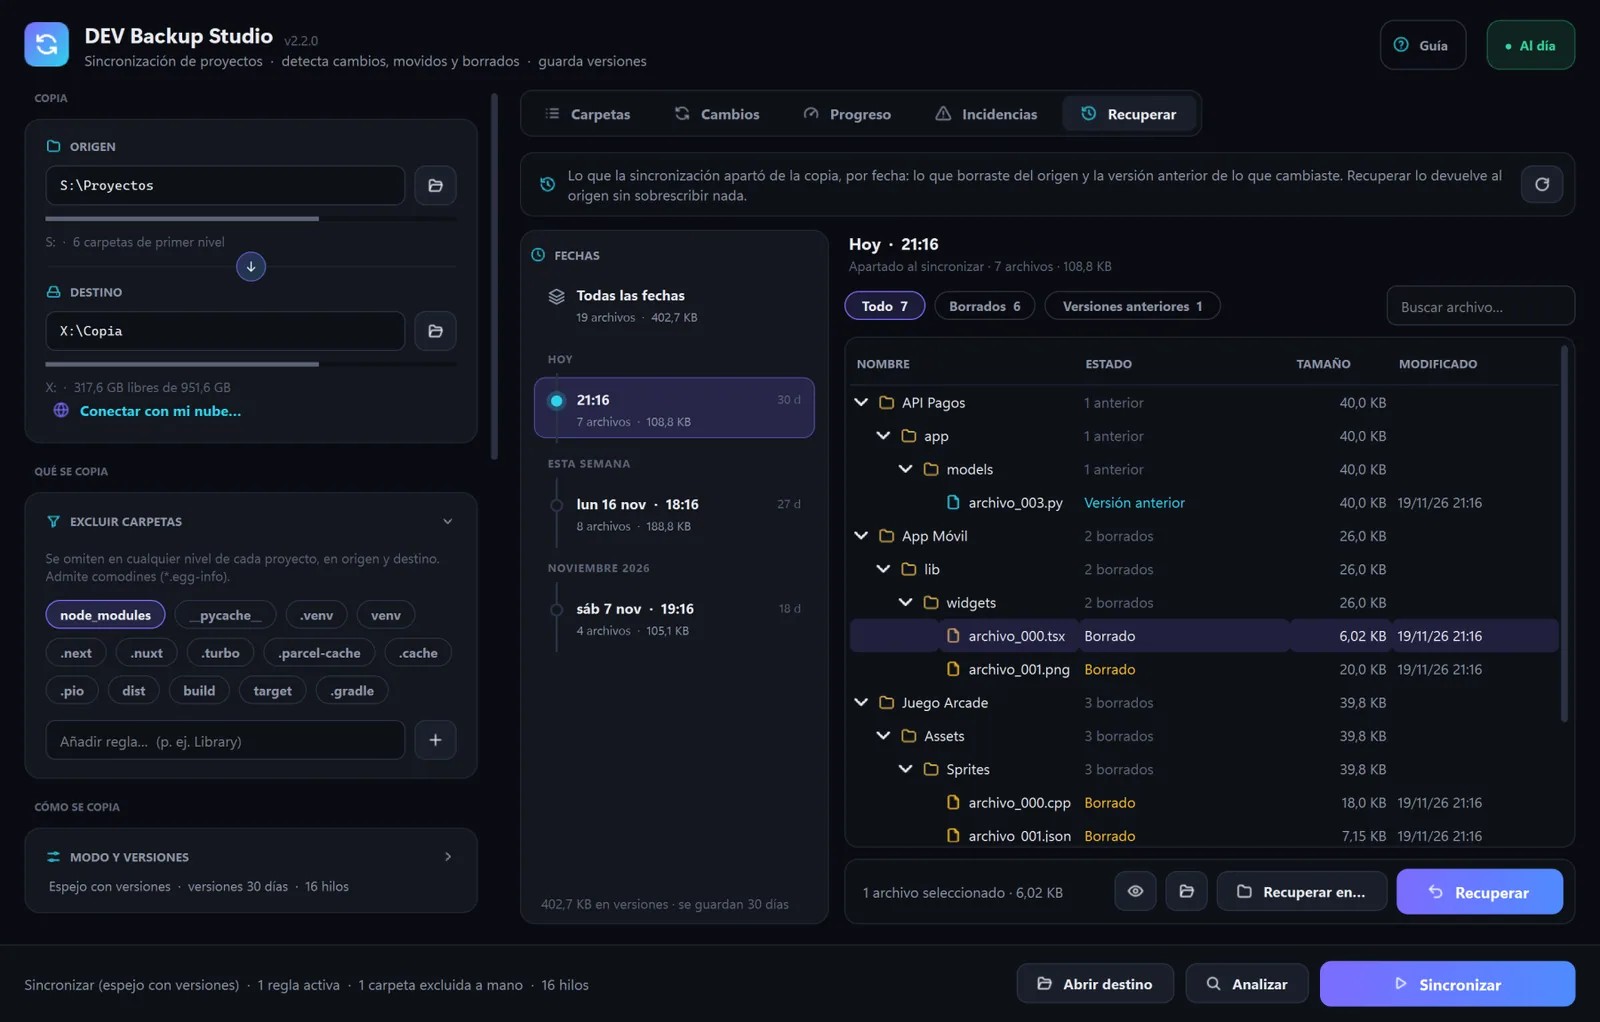 DEV Backup Studio v2.2.0
Sincronización de proyectos · detecta cambios, movidos y borrados · guarda versiones
Guía
Al día
COPIA
ORIGEN
S:\Proyectos
S: · 6 carpetas de primer nivel
DESTINO
X:\Copia
X: · 317,6 GB libres de 951,6 GB
Conectar con mi nube...
QUÉ SE COPIA
EXCLUIR CARPETAS
Se omiten en cualquier nivel de cada proyecto, en origen y destino.
Admite comodines (*.egg-info).
node_modules __pycache__ .venv venv
.next .nuxt .turbo .parcel-cache .cache
.pio dist build target .gradle
Añadir regla... (p. ej. Library)
CÓMO SE COPIA
MODO Y VERSIONES
Espejo con versiones · versiones 30 días · 16 hilos
Carpetas Cambios Progreso Incidencias Recuperar
Lo que la sincronización apartó de la copia, por fecha: lo que borraste del origen y la versión anterior de lo que cambiaste. Recuperar lo devuelve al
origen sin sobrescribir nada.
FECHAS
Todas las fechas
19 archivos · 402,7 KB
HOY
21:16 30 d
7 archivos · 108,8 KB
ESTA SEMANA
lun 16 nov · 18:16 27 d
8 archivos · 188,8 KB
NOVIEMBRE 2026
sáb 7 nov · 19:16 18 d
4 archivos · 105,1 KB
402,7 KB en versiones · se guardan 30 días
Hoy · 21:16
Apartado al sincronizar · 7 archivos · 108,8 KB
Todo 7 Borrados 6 Versiones anteriores 1
Buscar archivo...
NOMBRE ESTADO TAMAÑO MODIFICADO
API Pagos 1 anterior 40,0 KB
app 1 anterior 40,0 KB
models 1 anterior 40,0 KB
archivo_003.py Versión anterior 40,0 KB 19/11/26 21:16
App Móvil 2 borrados 26,0 KB
lib 2 borrados 26,0 KB
widgets 2 borrados 26,0 KB
archivo_000.tsx Borrado 6,02 KB 19/11/26 21:16
archivo_001.png Borrado 20,0 KB 19/11/26 21:16
Juego Arcade 3 borrados 39,8 KB
Assets 3 borrados 39,8 KB
Sprites 3 borrados 39,8 KB
archivo_000.cpp Borrado 18,0 KB 19/11/26 21:16
archivo_001.json Borrado 7,15 KB 19/11/26 21:16
1 archivo seleccionado · 6,02 KB
Recuperar en...
Recuperar
Sincronizar (espejo con versiones) · 1 regla activa · 1 carpeta excluida a mano · 16 hilos
Abrir destino
Analizar
Sincronizar